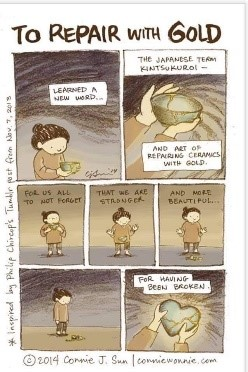 TO REPAIR WITH GOLD
LEARNED A
NEW WORD...
THE JAPANESE TERM
KINTSUKUROI —
AND ART OF
REPAIRING CERAMICS
WITH GOLD.
FOR US ALL
TO NOT FORGET
THAT WE ARE
STRONGER
AND MORE
BEAUTIFUL...
FOR HAVING
BEEN BROKEN.
* Inspired by Philip Chircop's Tumblr post from Nov. 7, 2013
© 2014 Connie J. Sun | conniewonnie.com